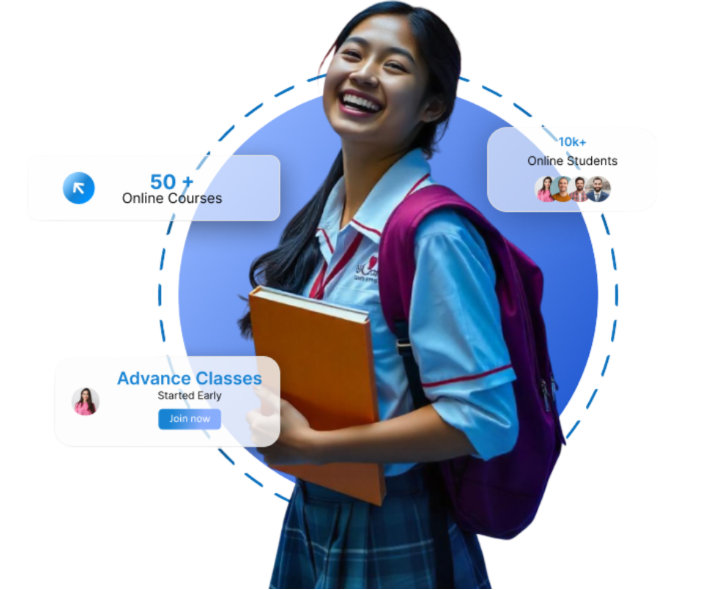 10k+
Online Students
50 +
Online Courses
Advance Classes
Started Early
Join now